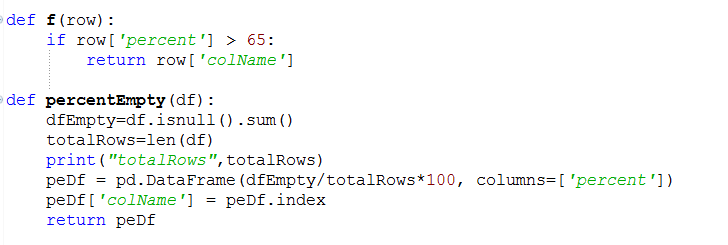 def f(row):
    if row['percent'] > 65:
        return row['colName']
def percentEmpty(df):
    dfEmpty=df.isnull().sum()
    totalRows=len(df)
    print("totalRows",totalRows)
    peDf = pd.DataFrame(dfEmpty/totalRows*100, columns=['percent'])
    peDf['colName'] = peDf.index
    return peDf